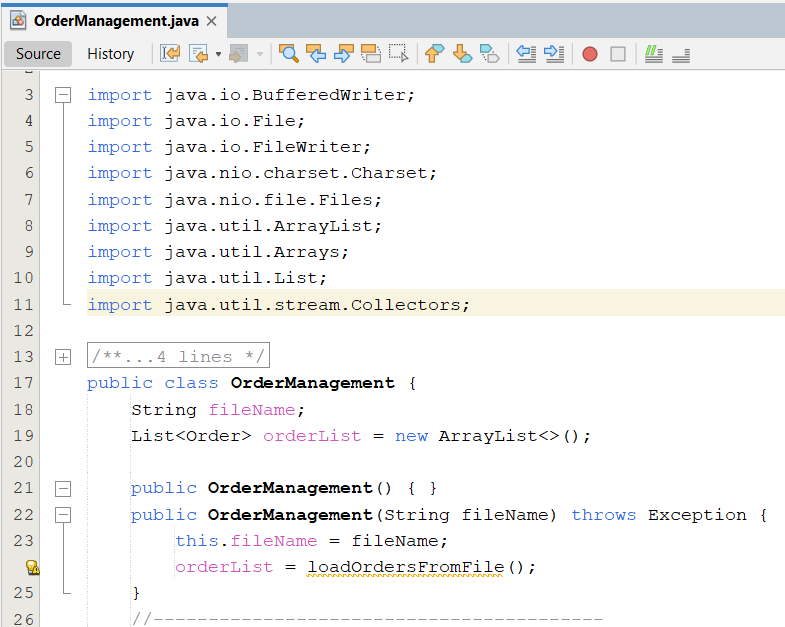 OrderManagement.java
Source History
3 import java.io.BufferedWriter;
4 import java.io.File;
5 import java.io.FileWriter;
6 import java.nio.charset.Charset;
7 import java.nio.file.Files;
8 import java.util.ArrayList;
9 import java.util.Arrays;
10 import java.util.List;
11 import java.util.stream.Collectors;
12
13 /**...4 lines */
17 public class OrderManagement {
18 String fileName;
19 List<Order> orderList = new ArrayList<>();
20
21 public OrderManagement() { }
22 public OrderManagement(String fileName) throws Exception {
23 this.fileName = fileName;
orderList = loadOrdersFromFile();
25 }
26 //-----------------------------------------